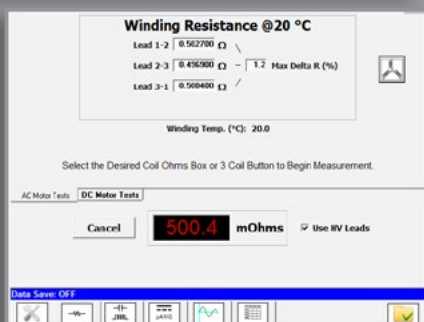 Winding Resistance @20 °C
Lead 1-2 0.502700 Ω \
Lead 2-3 0.496900 Ω – 1.2 Max Delta R (%)
Lead 3-1 0.500400 Ω /
Winding Temp. (°C): 20.0
Select the Desired Coil Ohms Box or 3 Coil Button to Begin Measurement.
AC Motor Tests DC Motor Tests
Cancel 500.4 mOhms Use HV Leads
Data Save: OFF